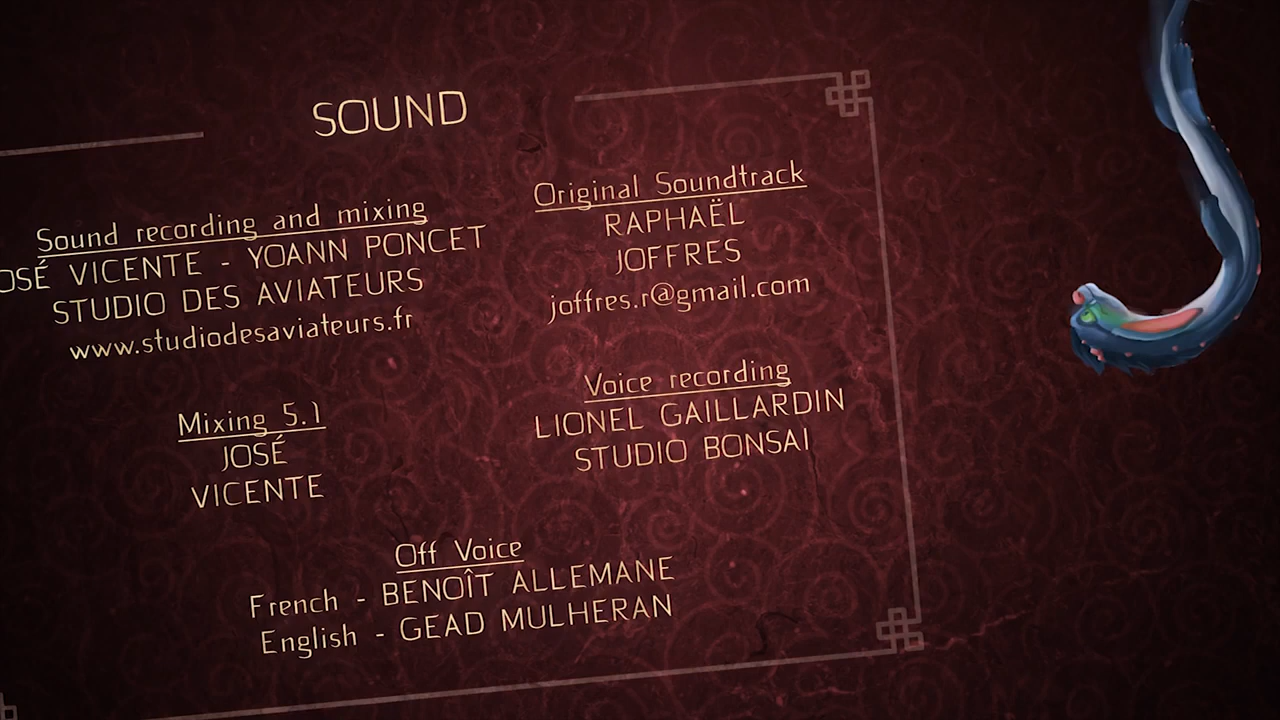 SOUND
Sound recording and mixing
OSÉ VICENTE - YOANN PONCET
STUDIO DES AVIATEURS
www.studiodesaviateurs.fr
Original Soundtrack
RAPHAËL
JOFFRES
joffres.r@gmail.com
Mixing 5.1
JOSÉ
VICENTE
Voice recording
LIONEL GAILLARDIN
STUDIO BONSAI
Off Voice
French - BENOÎT ALLEMANE
English - GEAD MULHERAN